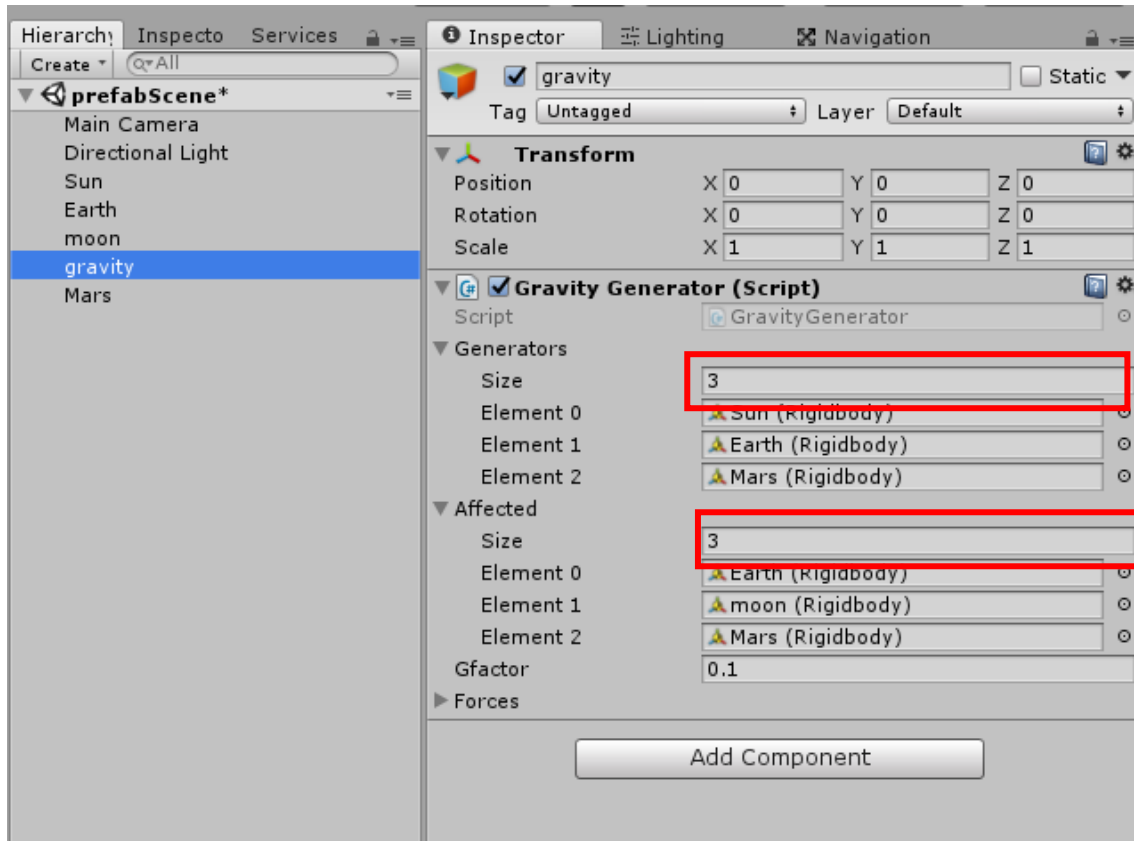 Hierarchy Inspecto Services
Create All
prefabScene*
Main Camera
Directional Light
Sun
Earth
moon
gravity
Mars
Inspector Lighting Navigation
gravity Static
Tag Untagged Layer Default
Transform
Position X 0 Y 0 Z 0
Rotation X 0 Y 0 Z 0
Scale X 1 Y 1 Z 1
Gravity Generator (Script)
Script GravityGenerator
Generators
Size 3
Element 0 Sun (Rigidbody)
Element 1 Earth (Rigidbody)
Element 2 Mars (Rigidbody)
Affected
Size 3
Element 0 Earth (Rigidbody)
Element 1 moon (Rigidbody)
Element 2 Mars (Rigidbody)
Gfactor 0.1
Forces
Add Component